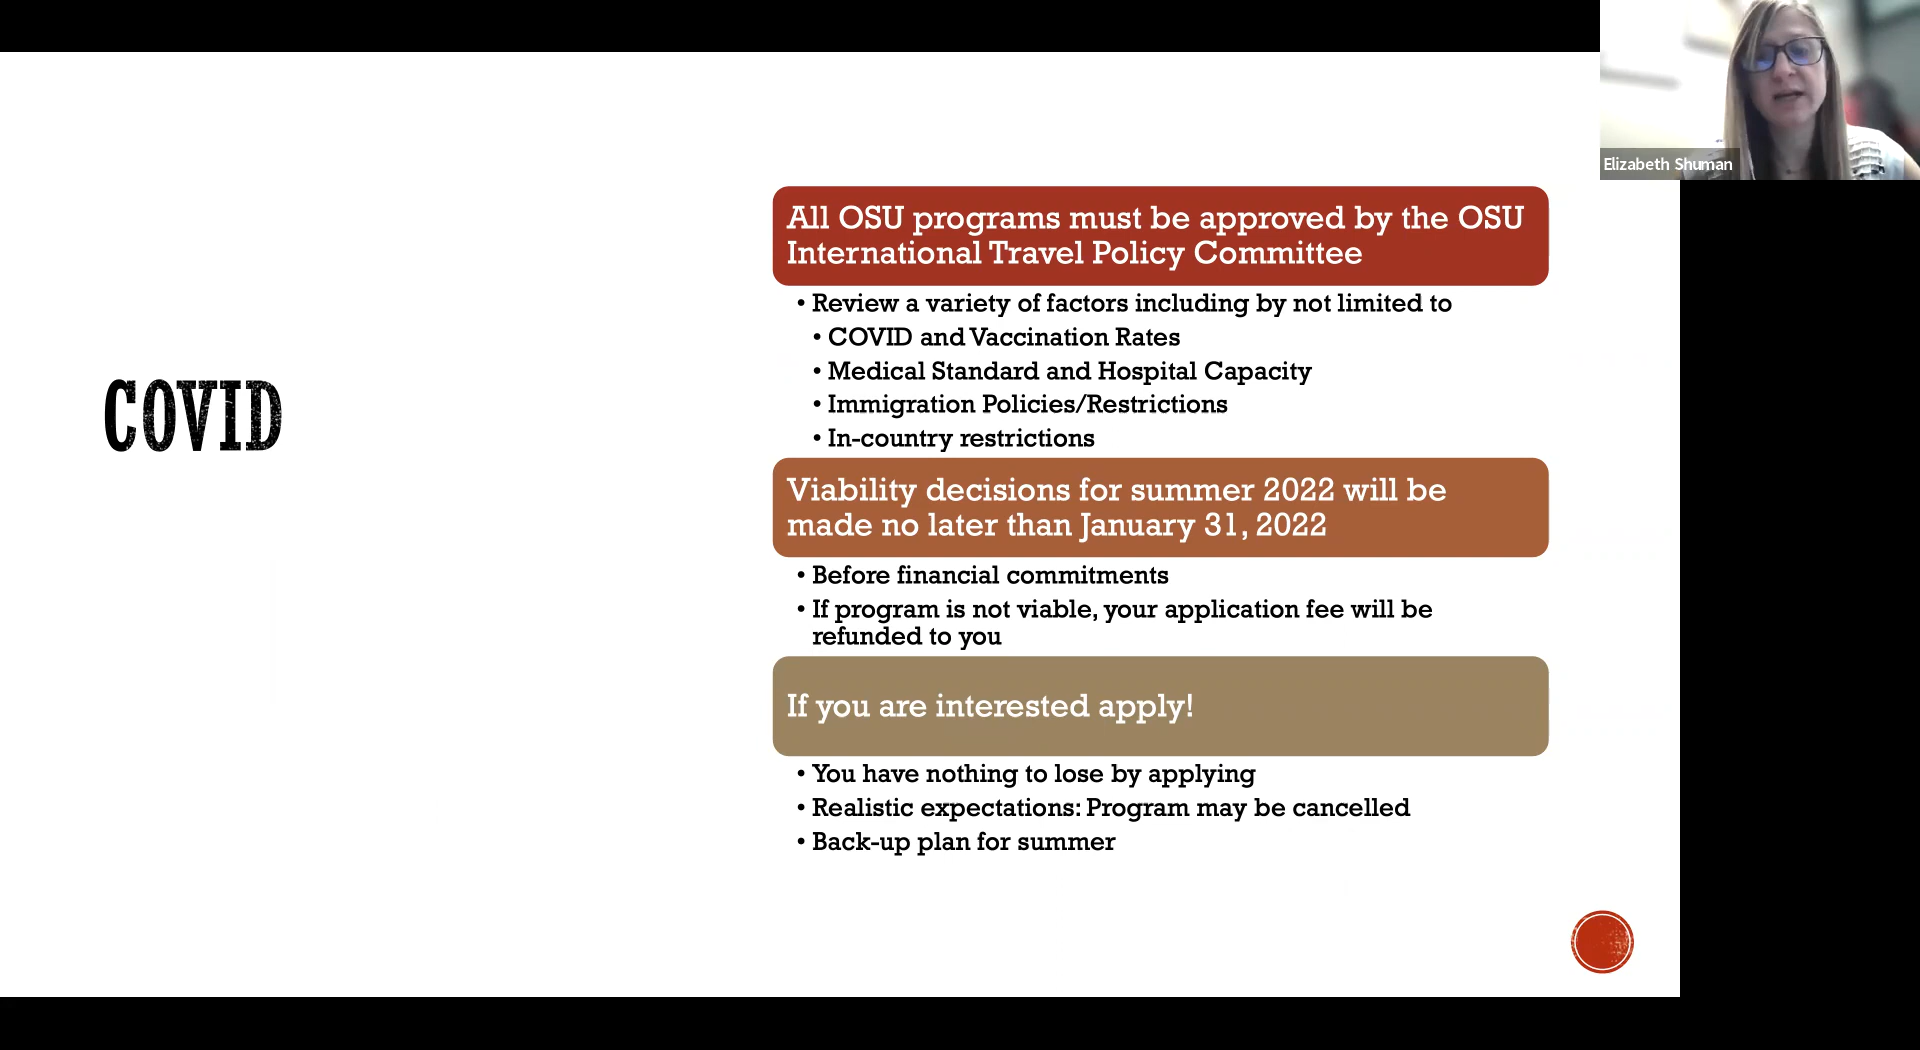 Elizabeth Shuman
COVID
All OSU programs must be approved by the OSU
International Travel Policy Committee
• Review a variety of factors including by not limited to
• COVID and Vaccination Rates
• Medical Standard and Hospital Capacity
• Immigration Policies/Restrictions
• In-country restrictions
Viability decisions for summer 2022 will be
made no later than January 31, 2022
• Before financial commitments
• If program is not viable, your application fee will be
refunded to you
If you are interested apply!
• You have nothing to lose by applying
• Realistic expectations: Program may be cancelled
• Back-up plan for summer